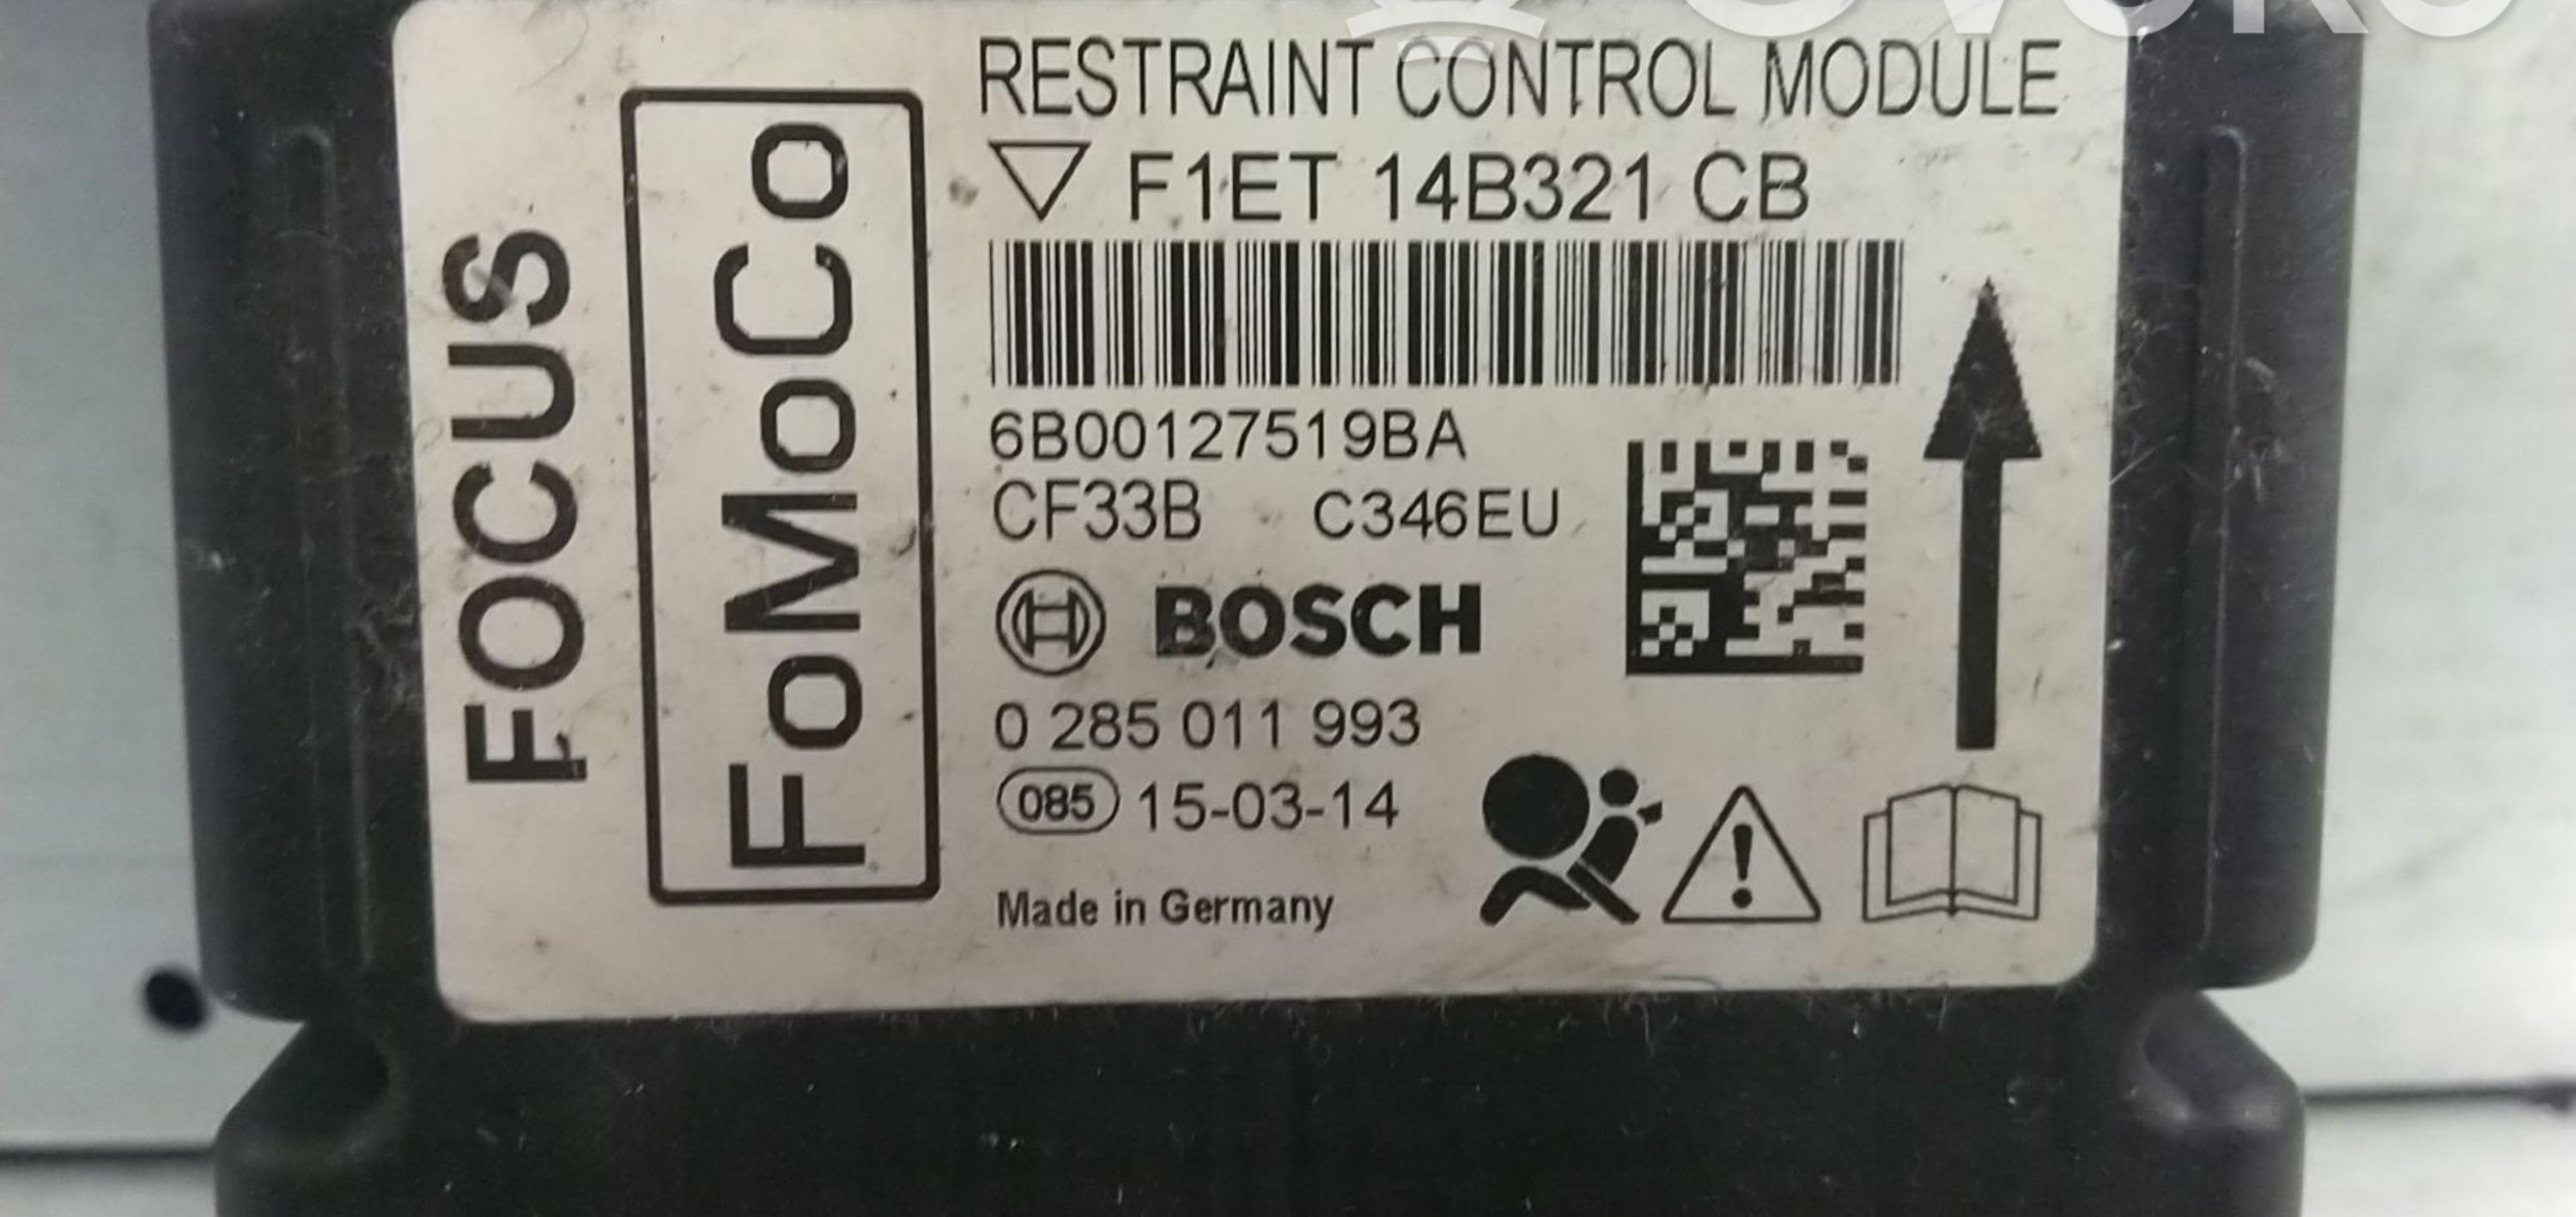 RESTRAINT CONTROL MODULE
F1ET 14B321 CB
6B00127519BA
CF33B C346EU
BOSCH
0 285 011 993
085 15-03-14
Made in Germany
FoMoCo
FOCUS